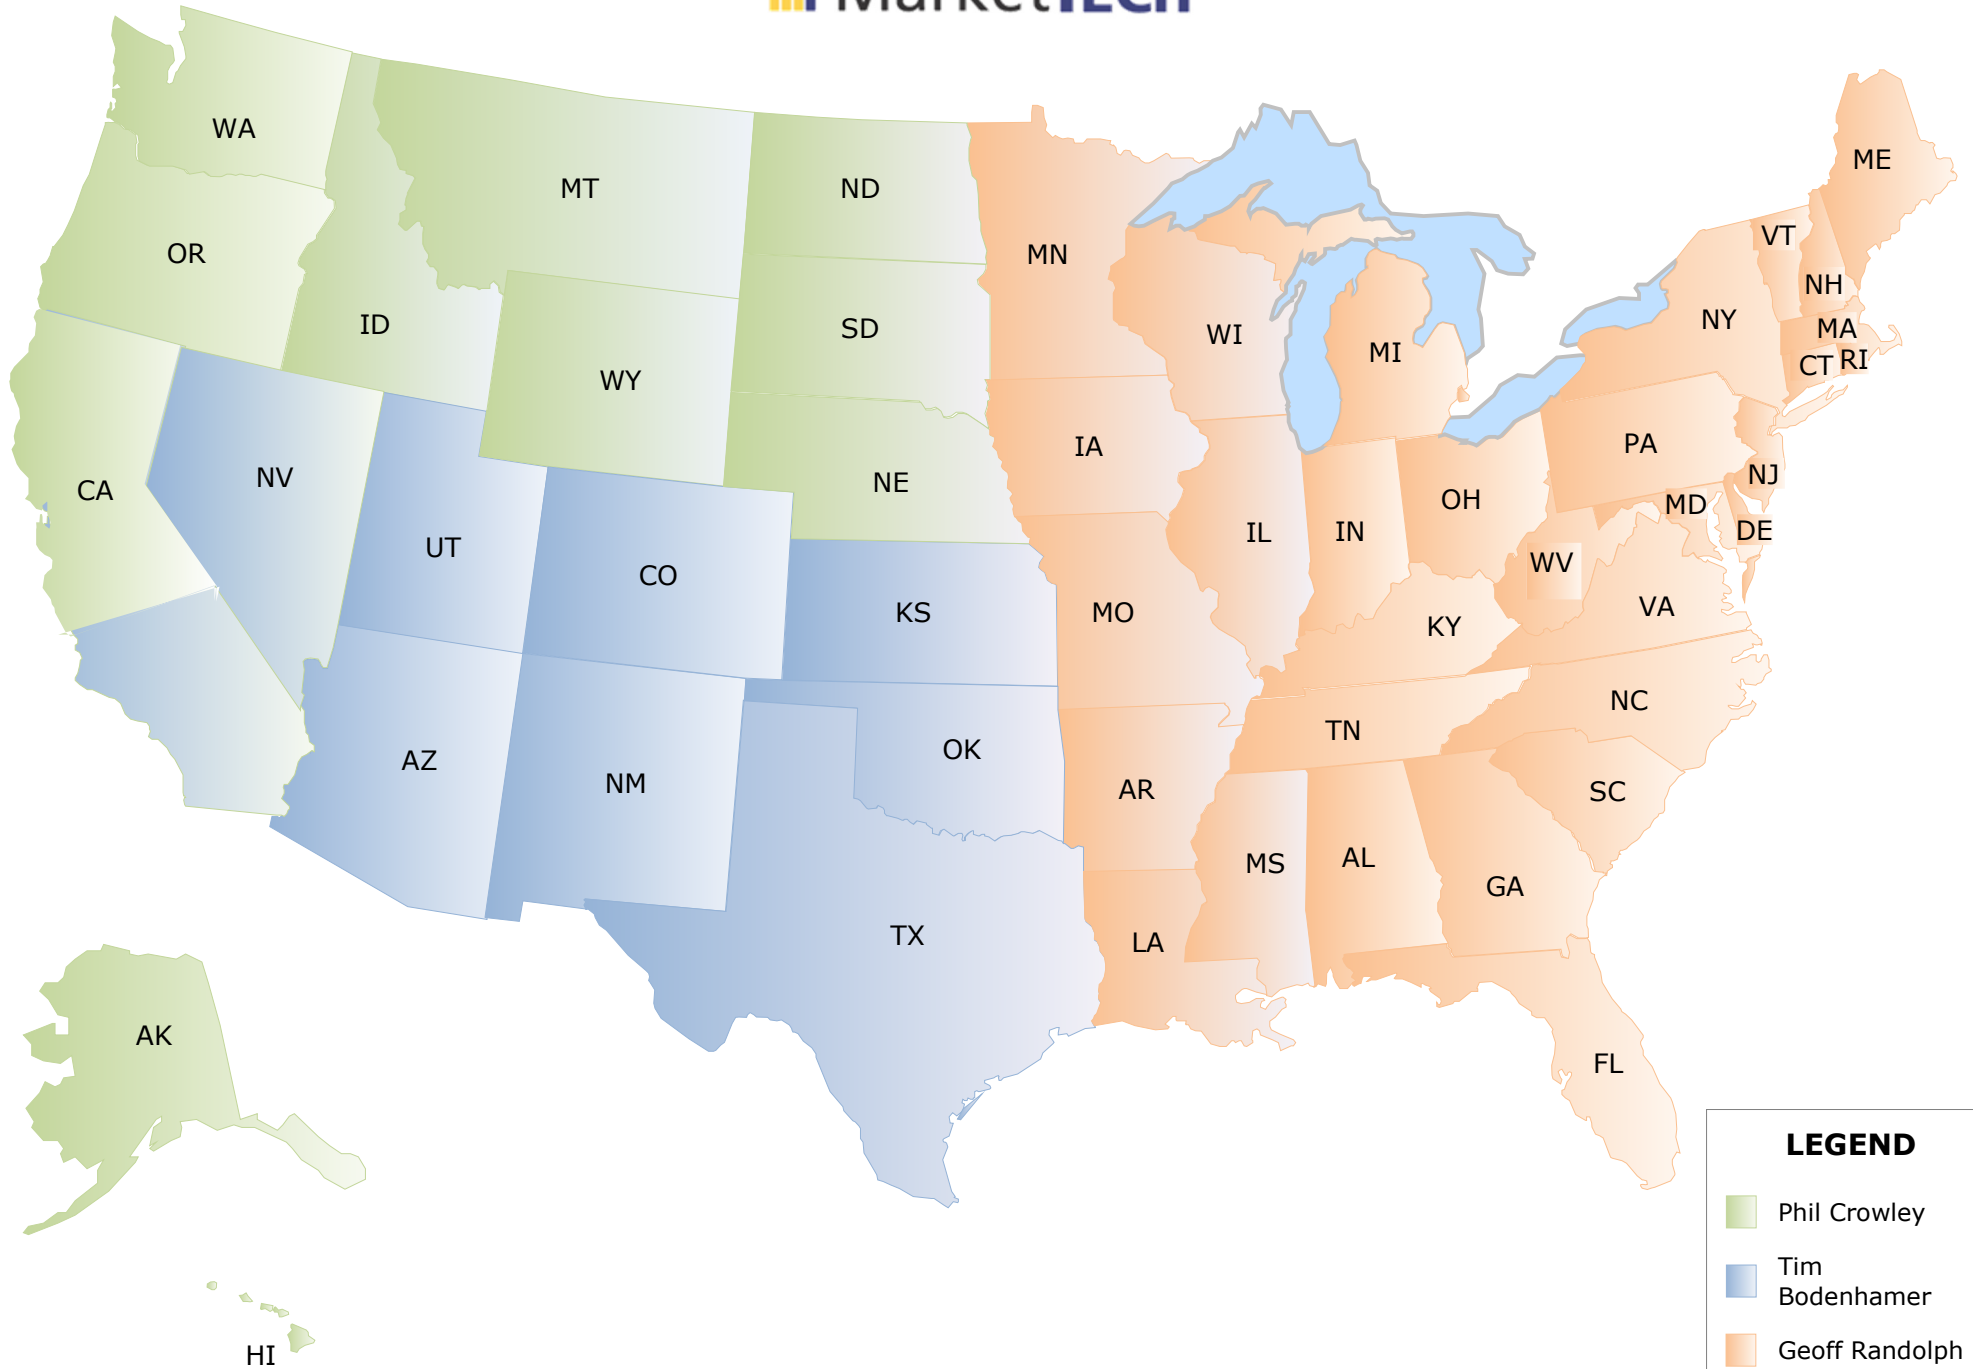 MarketTECH
WA
MT
ND
MN
ME
OR
ID
SD
WY
WI
MI
VT
NH
NY
MA
CT
RI
CA
NV
NE
IA
PA
NJ
UT
CO
IL
IN
OH
MD
DE
WV
KS
MO
KY
VA
AZ
NM
OK
TN
NC
AR
SC
TX
MS
AL
GA
LA
AK
FL
HI
LEGEND
Phil Crowley
Tim
Bodenhamer
Geoff Randolph